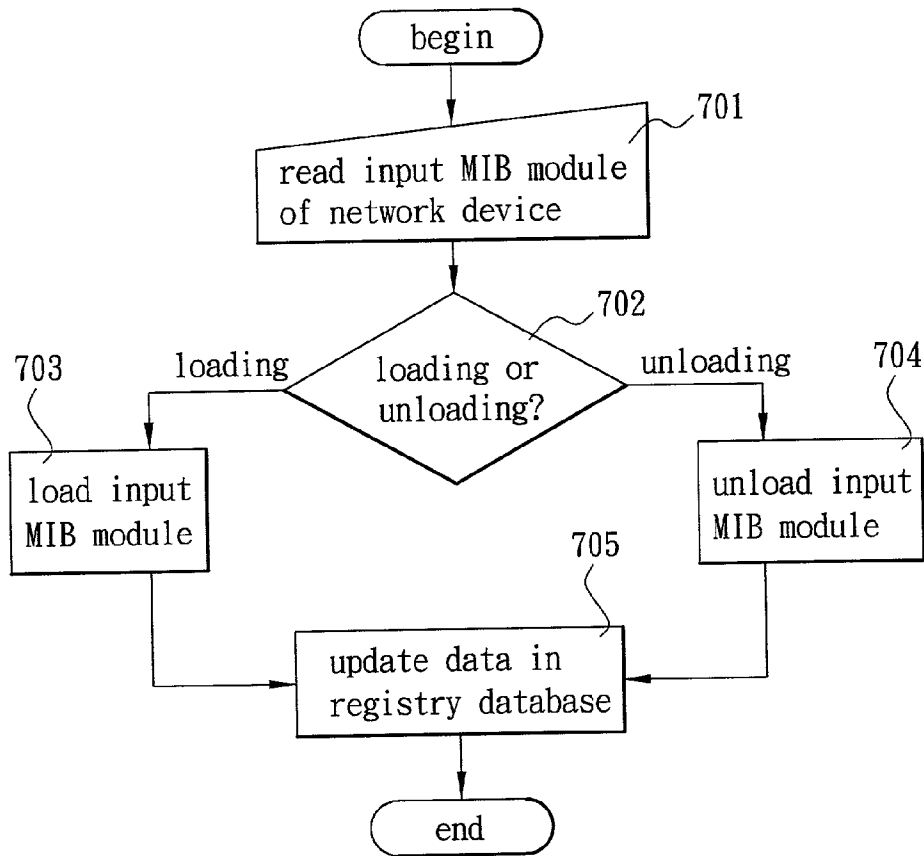 begin
701
read input MIB module
of network device
702
loading or
unloading?
loading
unloading
703
load input
MIB module
704
unload input
MIB module
705
update data in
registry database
end